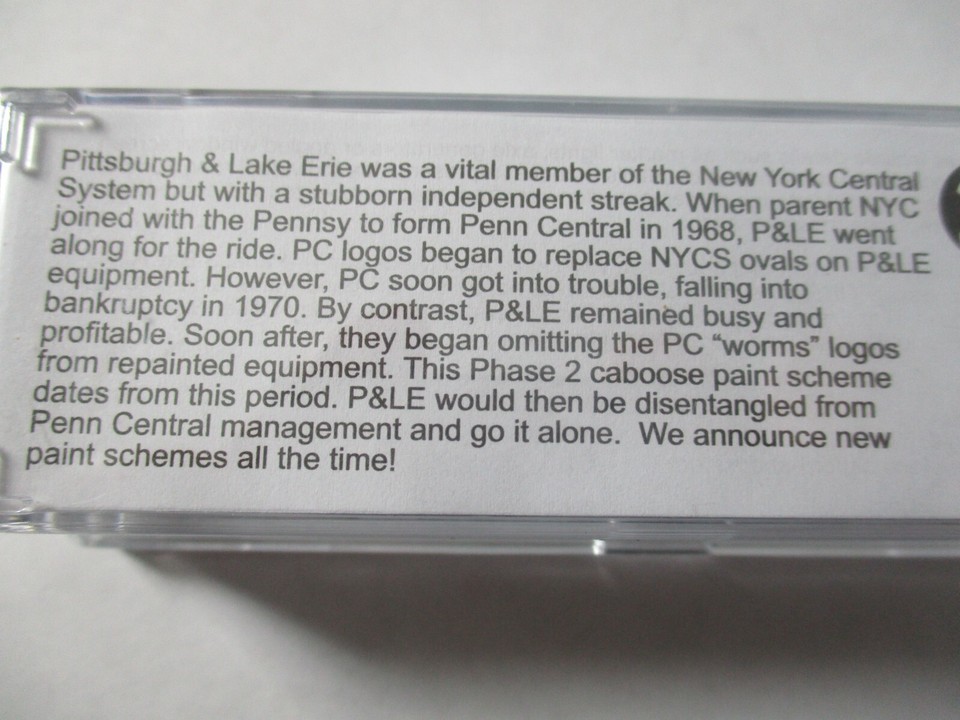 Pittsburgh & Lake Erie was a vital member of the New York Central
System but with a stubborn independent streak. When parent NYC
joined with the Pennsy to form Penn Central in 1968, P&LE went
along for the ride. PC logos began to replace NYCS ovals on P&LE
equipment. However, PC soon got into trouble, falling into
bankruptcy in 1970. By contrast, P&LE remained busy and
profitable. Soon after, they began omitting the PC “worms” logos
from repainted equipment. This Phase 2 caboose paint scheme
dates from this period. P&LE would then be disentangled from
Penn Central management and go it alone.  We announce new
paint schemes all the time!